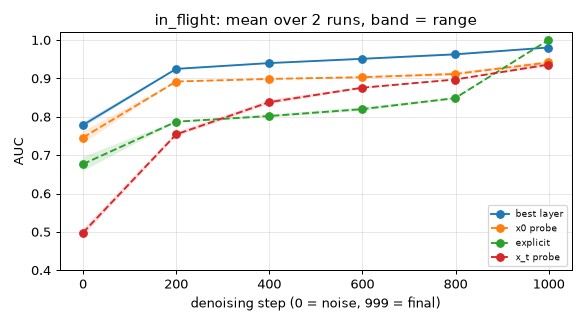 in_flight: mean over 2 runs, band = range
1.0
0.9
0.8
0.7
0.6
0.5
0.4
AUC
best layer
x0 probe
explicit
x_t probe
0 200 400 600 800 1000
denoising step (0 = noise, 999 = final)